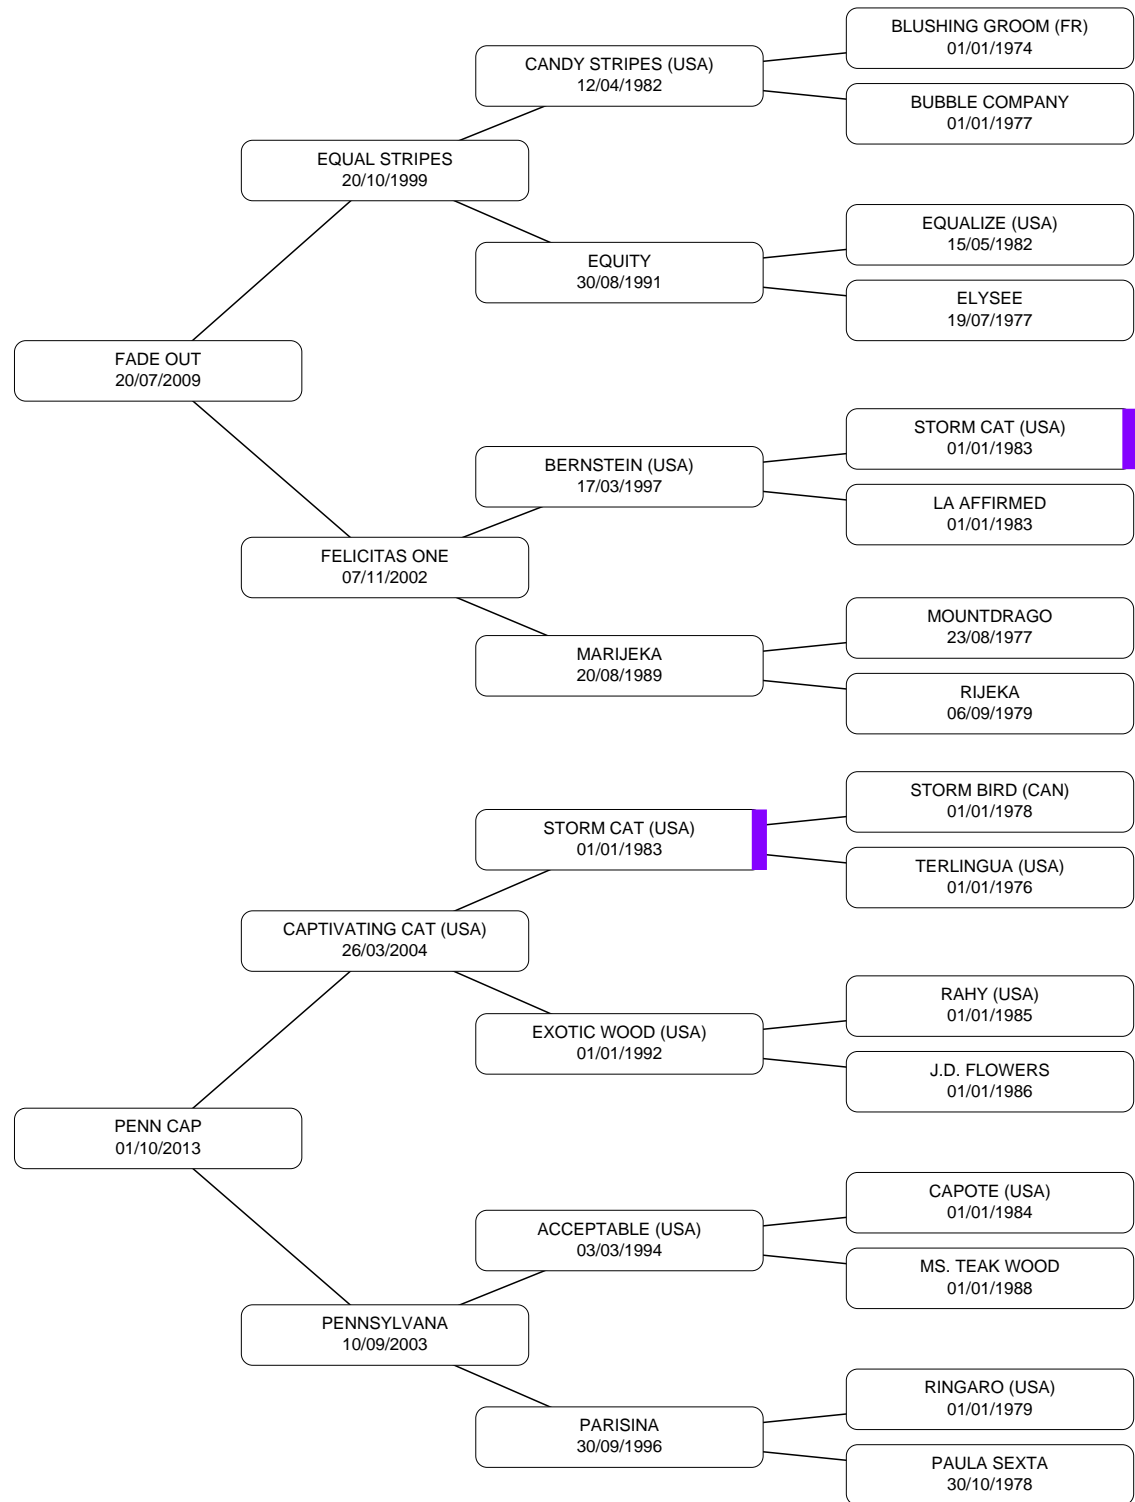 BLUSHING GROOM (FR)
01/01/1974
CANDY STRIPES (USA)
12/04/1982
BUBBLE COMPANY
01/01/1977
EQUAL STRIPES
20/10/1999
EQUALIZE (USA)
15/05/1982
EQUITY
30/08/1991
ELYSEE
19/07/1977
FADE OUT
20/07/2009
STORM CAT (USA)
01/01/1983
BERNSTEIN (USA)
17/03/1997
LA AFFIRMED
01/01/1983
FELICITAS ONE
07/11/2002
MOUNTDRAGO
23/08/1977
MARIJEKA
20/08/1989
RIJEKA
06/09/1979
STORM BIRD (CAN)
01/01/1978
STORM CAT (USA)
01/01/1983
TERLINGUA (USA)
01/01/1976
CAPTIVATING CAT (USA)
26/03/2004
RAHY (USA)
01/01/1985
EXOTIC WOOD (USA)
01/01/1992
J.D. FLOWERS
01/01/1986
PENN CAP
01/10/2013
CAPOTE (USA)
01/01/1984
ACCEPTABLE (USA)
03/03/1994
MS. TEAK WOOD
01/01/1988
PENNSYLVANA
10/09/2003
RINGARO (USA)
01/01/1979
PARISINA
30/09/1996
PAULA SEXTA
30/10/1978